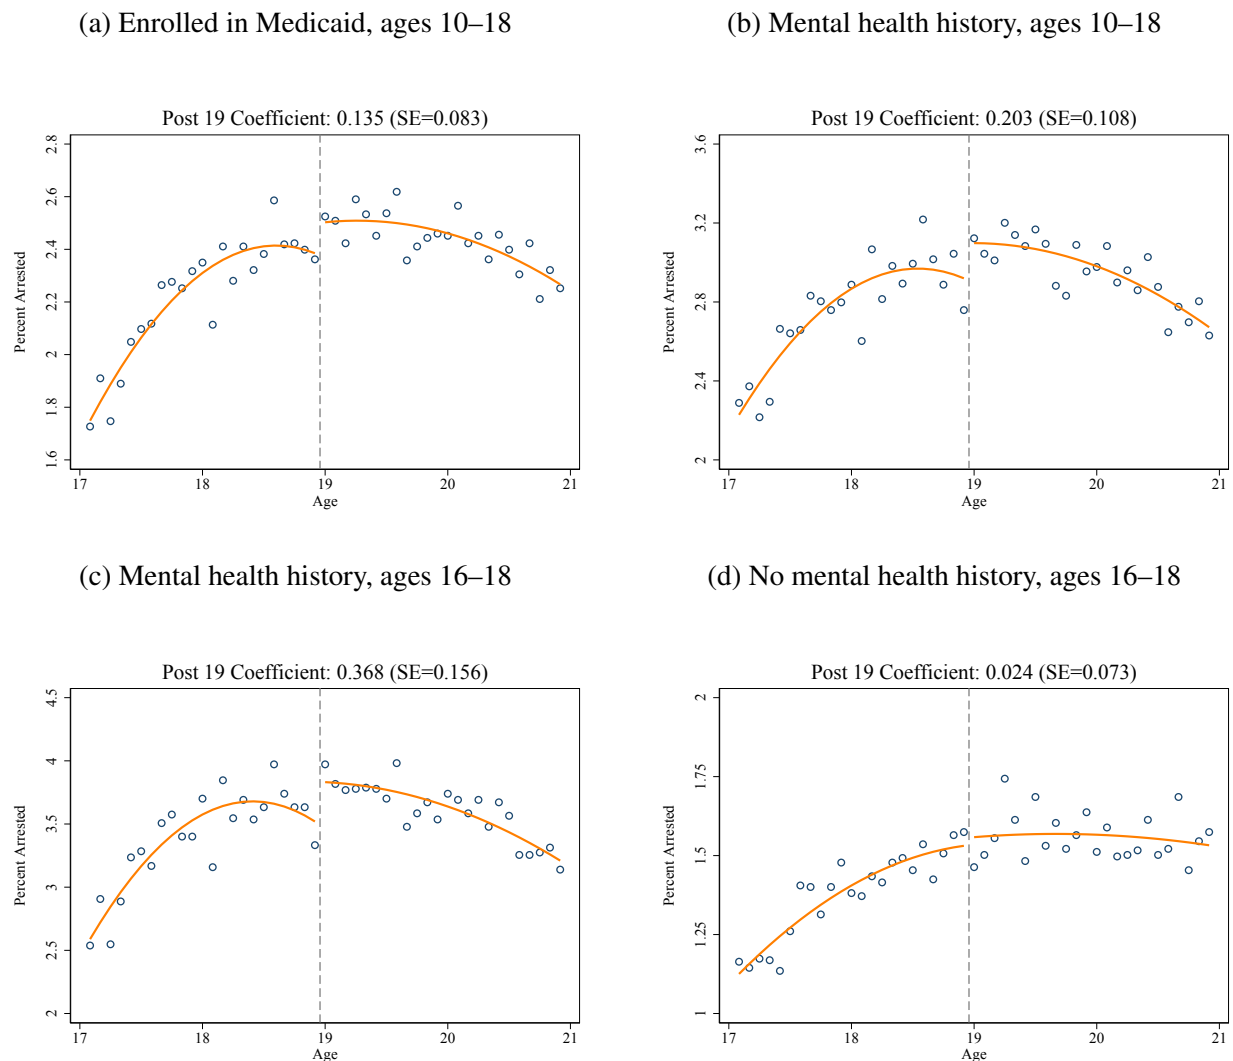 (a) Enrolled in Medicaid, ages 10–18
(b) Mental health history, ages 10–18
Post 19 Coefficient: 0.135 (SE=0.083)
2.8
2.6
2.4
2.2
2
1.8
1.6
Percent Arrested
17 18 19 20 21
Age
Post 19 Coefficient: 0.203 (SE=0.108)
3.6
3.2
2.8
2.4
2
Percent Arrested
17 18 19 20 21
Age
(c) Mental health history, ages 16–18
(d) No mental health history, ages 16–18
Post 19 Coefficient: 0.368 (SE=0.156)
4.5
4
3.5
3
2.5
2
Percent Arrested
17 18 19 20 21
Age
Post 19 Coefficient: 0.024 (SE=0.073)
2
1.75
1.5
1.25
1
Percent Arrested
17 18 19 20 21
Age